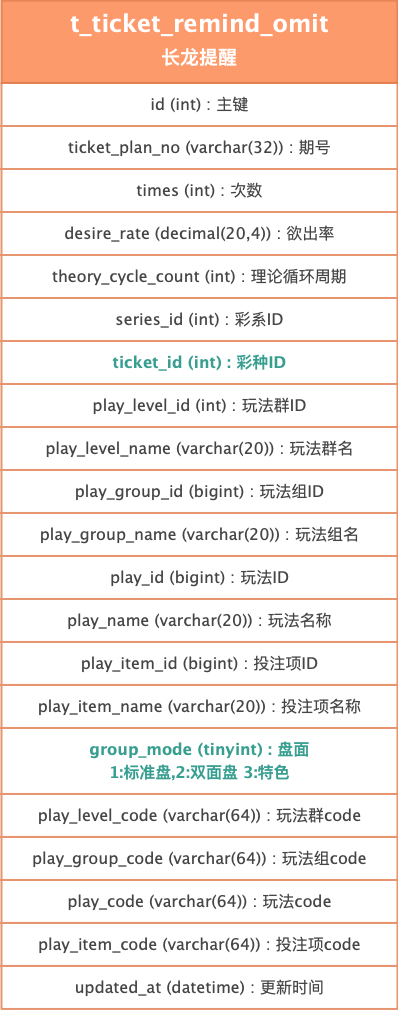 t_ticket_remind_omit
长龙提醒
id (int) : 主键
ticket_plan_no (varchar(32)) : 期号
times (int) : 次数
desire_rate (decimal(20,4)) : 欲出率
theory_cycle_count (int) : 理论循环周期
series_id (int) : 彩系ID
ticket_id (int) : 彩种ID
play_level_id (int) : 玩法群ID
play_level_name (varchar(20)) : 玩法群名
play_group_id (bigint) : 玩法组ID
play_group_name (varchar(20)) : 玩法组名
play_id (bigint) : 玩法ID
play_name (varchar(20)) : 玩法名称
play_item_id (bigint) : 投注项ID
play_item_name (varchar(20)) : 投注项名称
group_mode (tinyint) : 盘面
1:标准盘,2:双面盘 3:特色
play_level_code (varchar(64)) : 玩法群code
play_group_code (varchar(64)) : 玩法组code
play_code (varchar(64)) : 玩法code
play_item_code (varchar(64)) : 投注项code
updated_at (datetime) : 更新时间